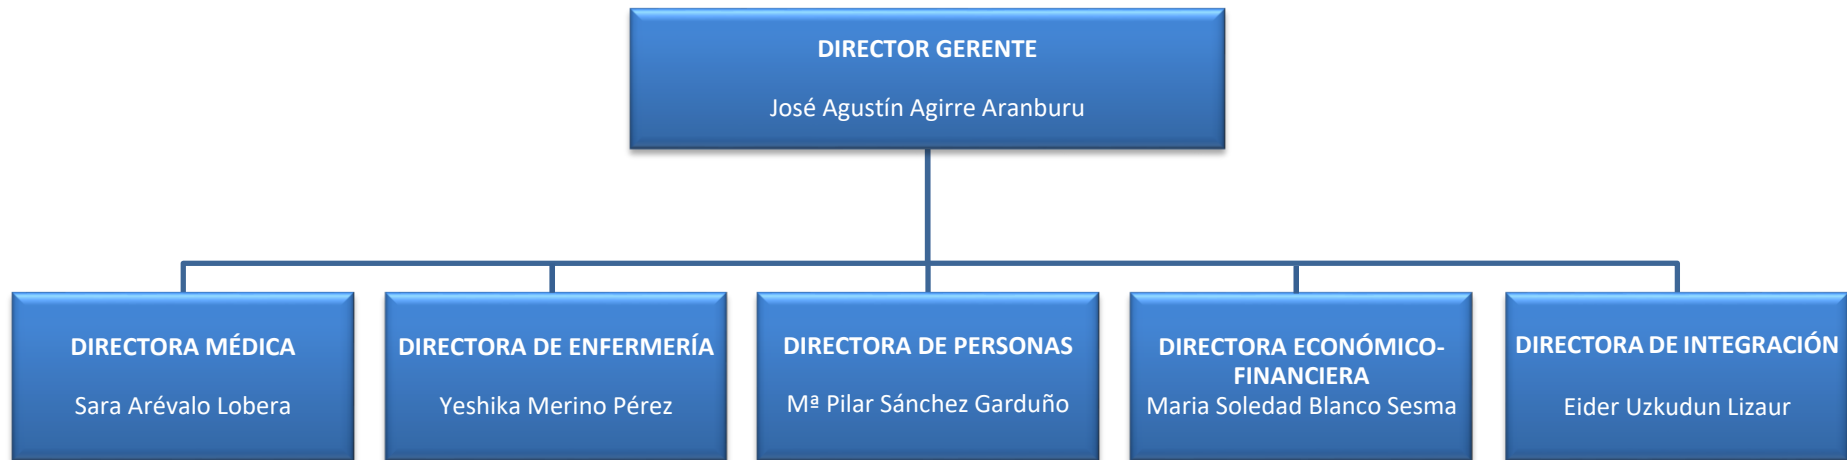 DIRECTOR GERENTE
José Agustín Agirre Aranburu
DIRECTORA MÉDICA
Sara Arévalo Lobera
DIRECTORA DE ENFERMERÍA
Yeshika Merino Pérez
DIRECTORA DE PERSONAS
Mª Pilar Sánchez Garduño
DIRECTORA ECONÓMICO-
FINANCIERA
Maria Soledad Blanco Sesma
DIRECTORA DE INTEGRACIÓN
Eider Uzkudun Lizaur